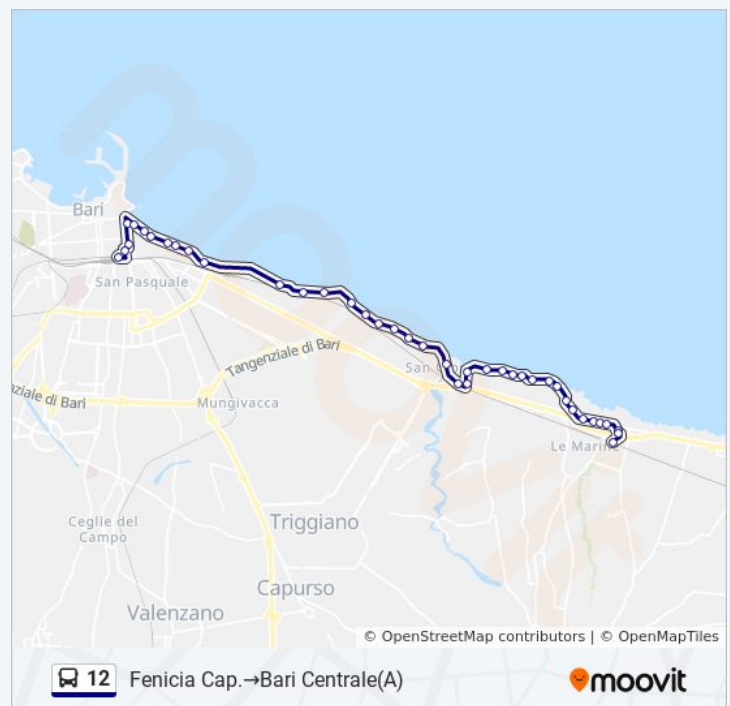 Bari
San Pasquale
Tangenziale di Bari
San
nziale di Bari
Mungivacca
Le Marine
Ceglie del
Campo
Triggiano
Capurso
Valenzano
© OpenStreetMap contributors | © OpenMapTiles
12 Fenicia Cap.→Bari Centrale(A)
moovit